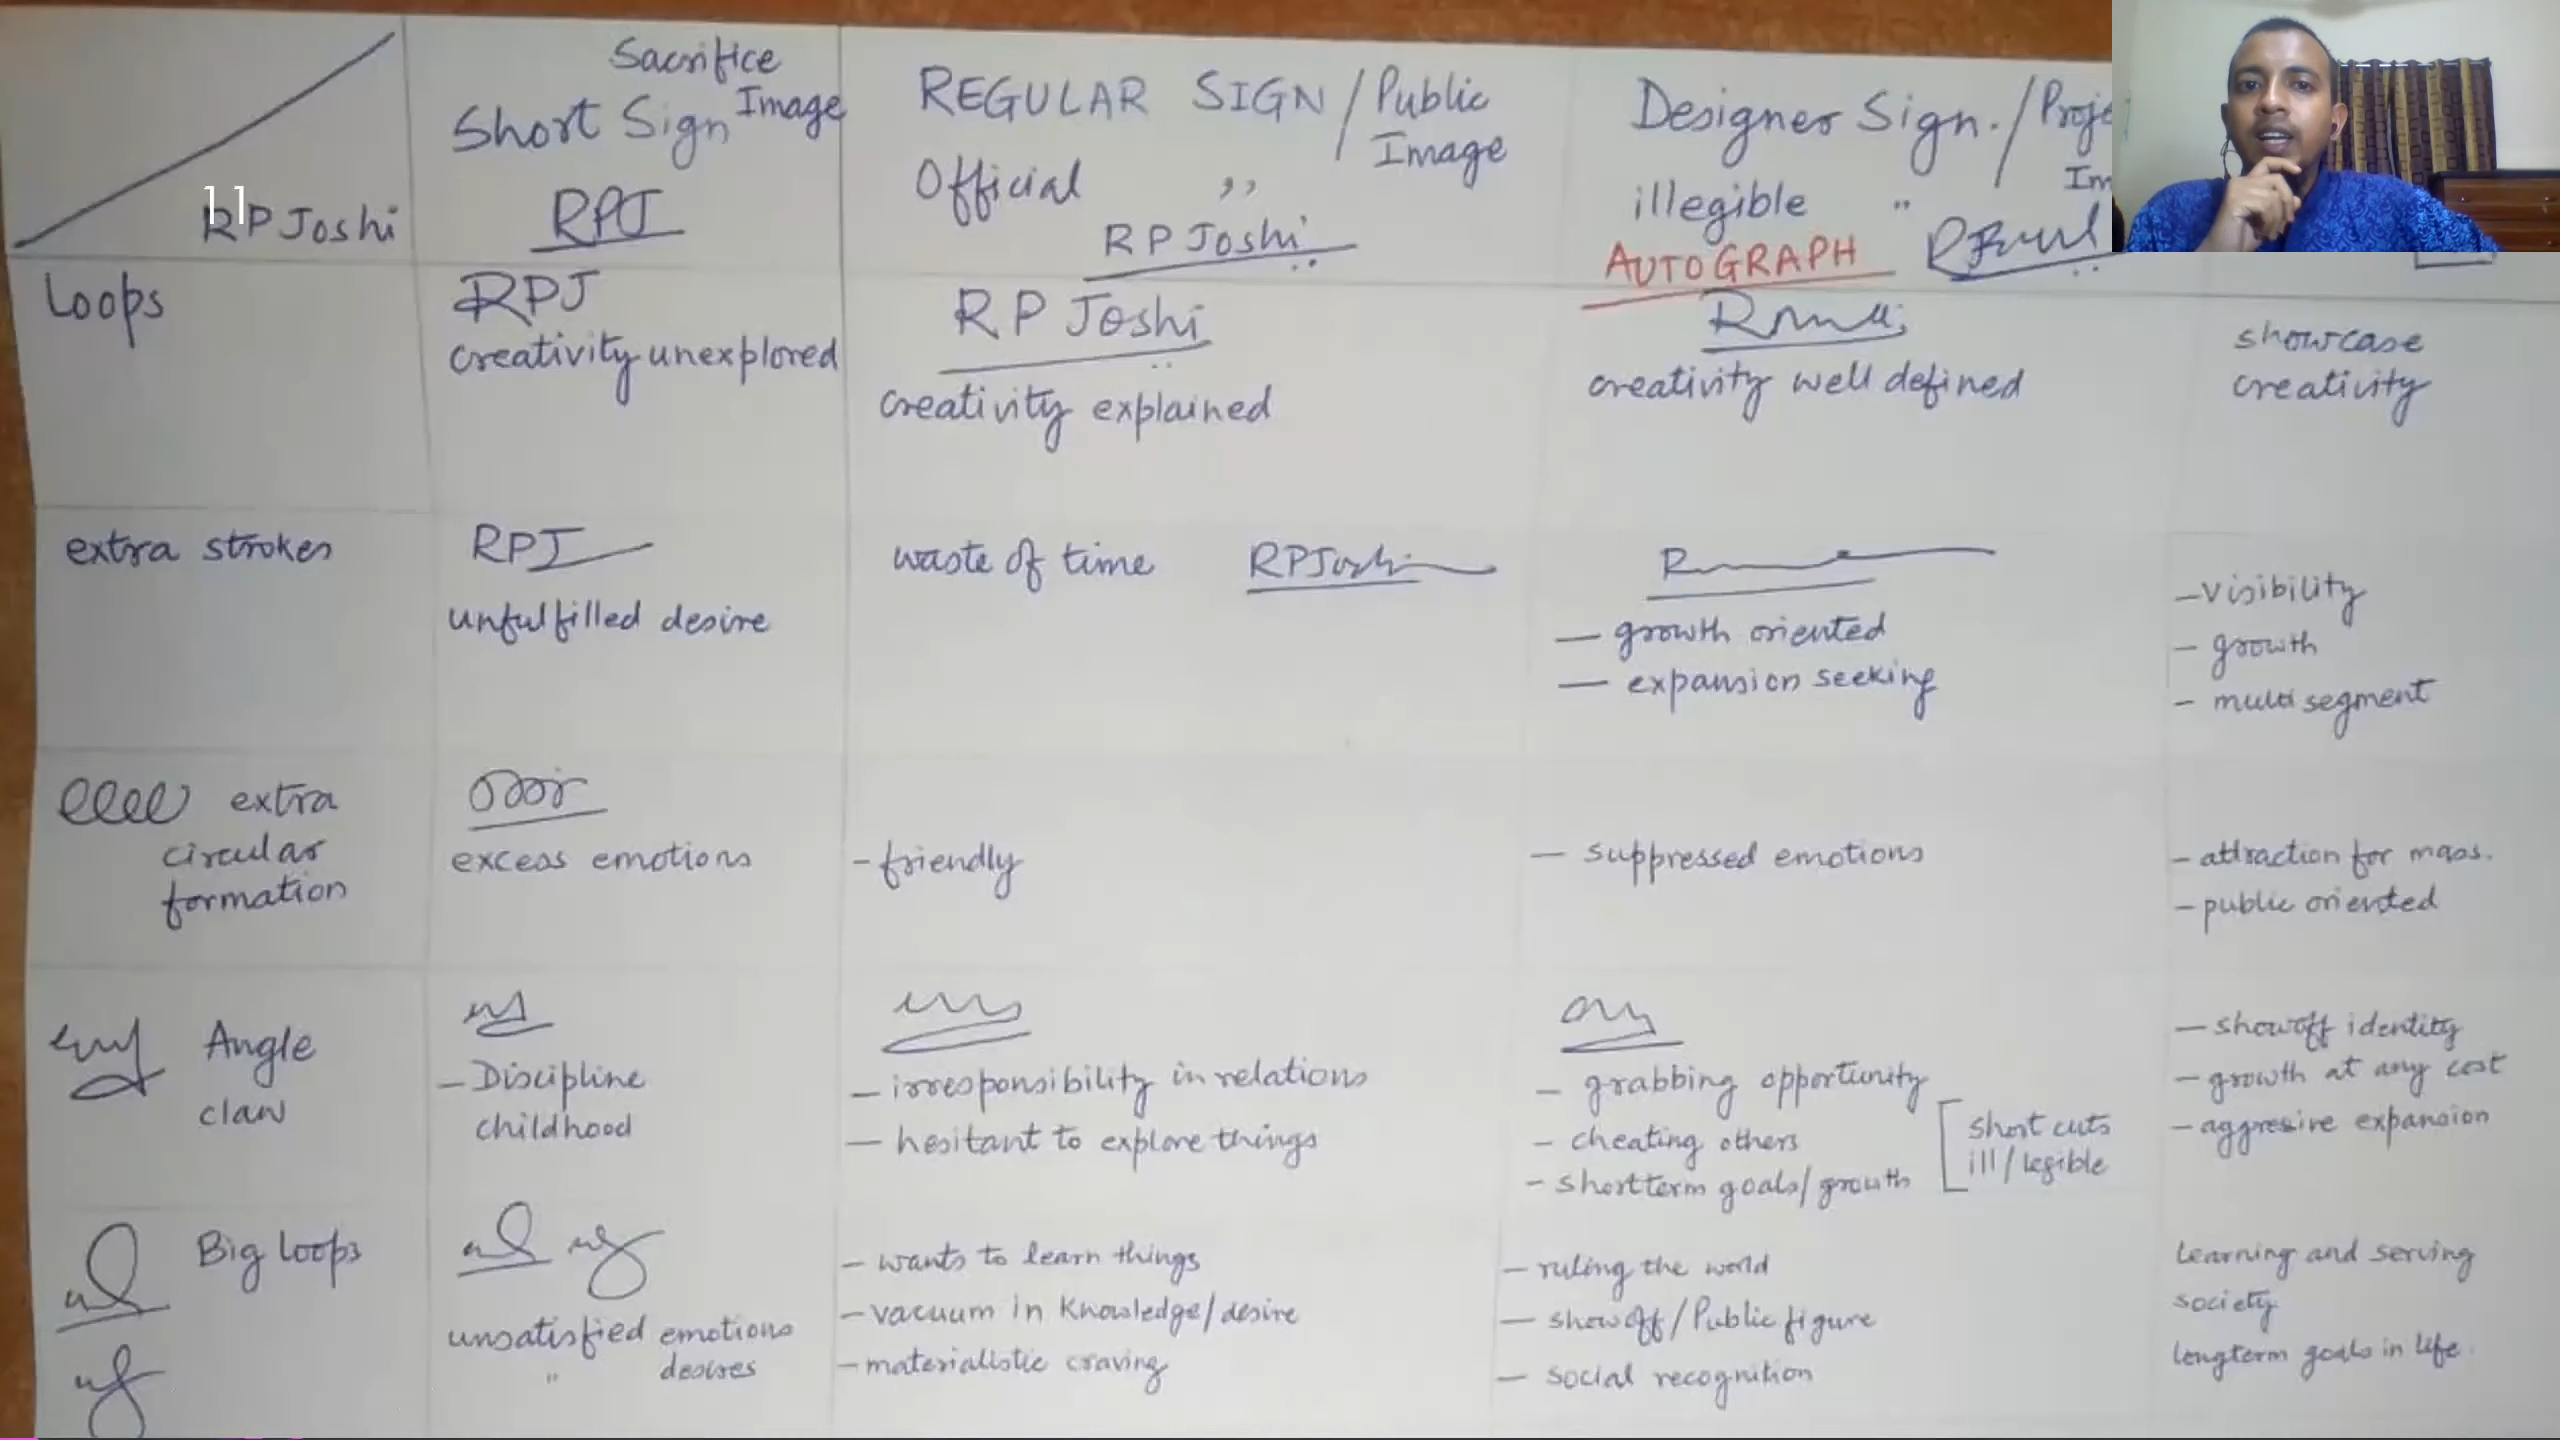 Sacrifice
Short Sign Image
RPJ
REGULAR SIGN / Public
Image
Official ,,
RP Joshi
Designer Sign. /
illegible "
AUTOGRAPH
11
RP Joshi
Loops
RPJ
creativity unexplored
RP Joshi
creativity explained
creativity well defined
showcase
creativity
extra strokes
RPJ
unfulfilled desire
waste of time RPJoshi
— growth oriented
— expansion seeking
- visibility
- growth
- multi segment
extra
circular
formation
excess emotions
- friendly
- suppressed emotions
- attraction for mass.
- public oriented
Angle
claw
- Discipline
childhood
- irresponsibility in relations
- hesitant to explore things
- grabbing opportunity
- cheating others
- shortterm goals/growth
short cuts
ill/legible
- showoff identity
- growth at any cost
- aggresive expansion
Big loops
unsatisfied emotions
" desires
- wants to learn things
- vacuum in knowledge/desire
- materialistic craving
- ruling the world
- showoff/Public figure
- social recognition
Learning and serving
society
longterm goals in life.